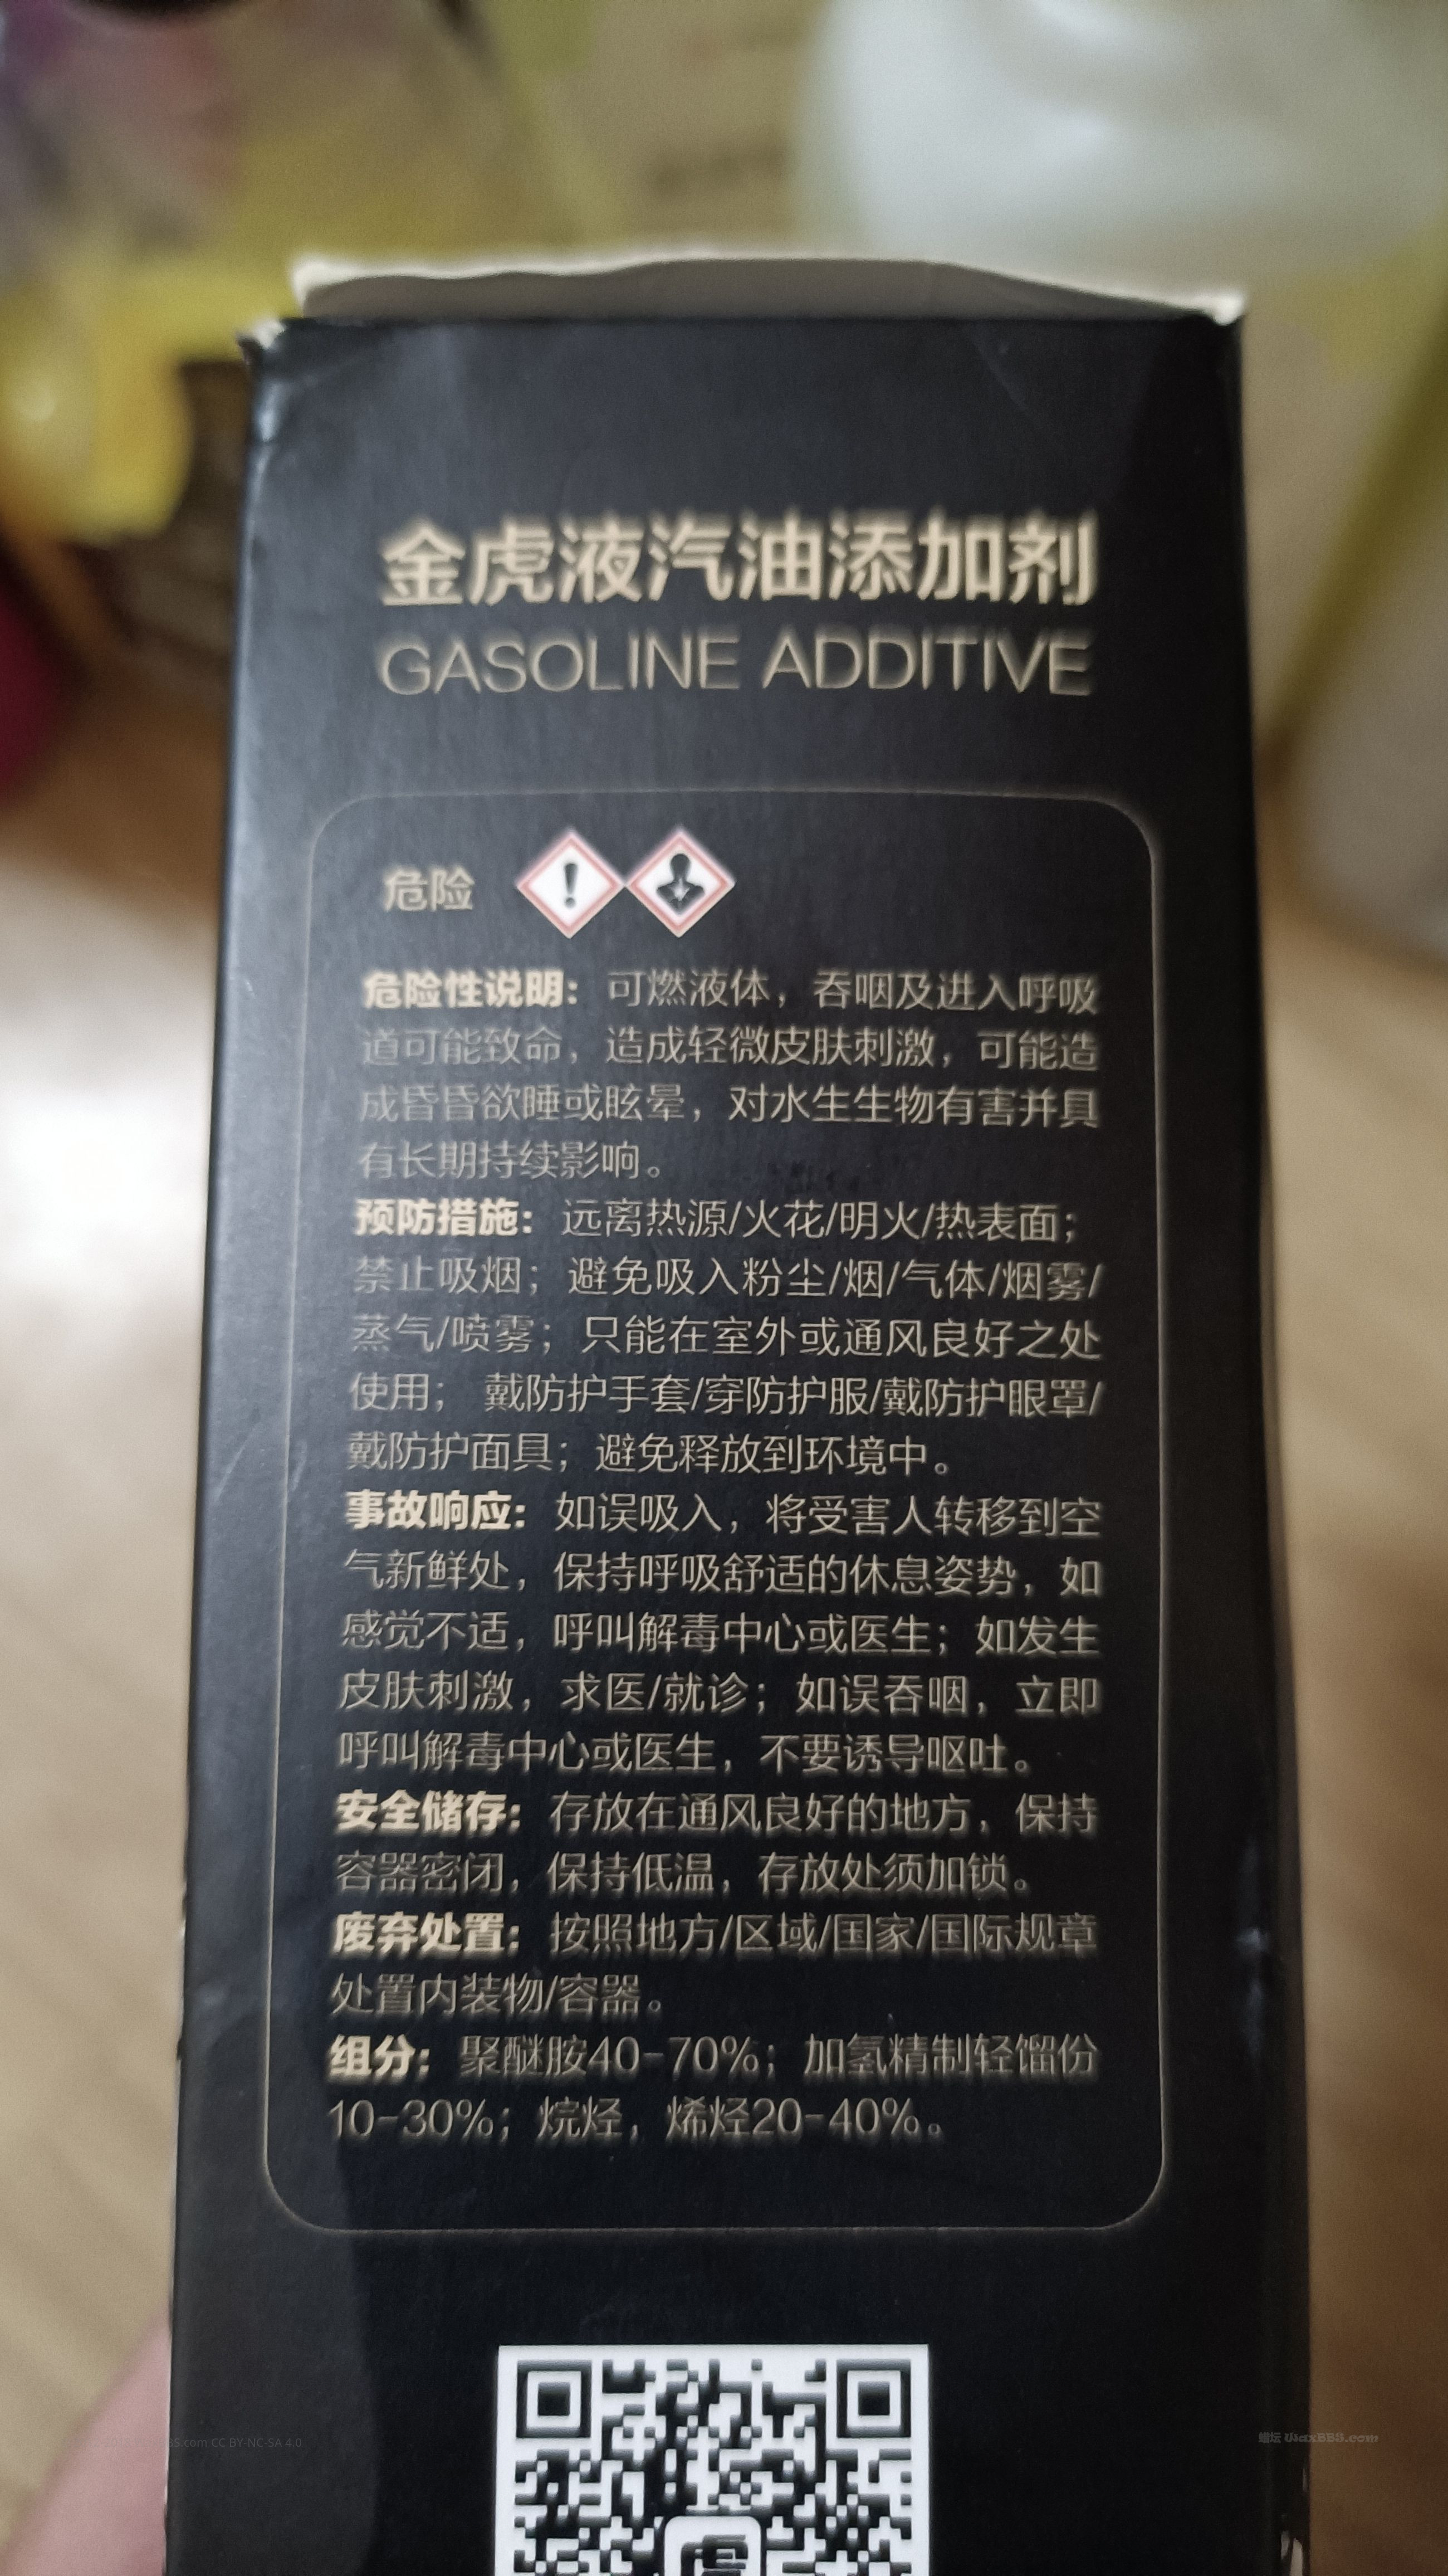 金虎液汽油添加剂
GASOLINE ADDITIVE
危险
危险性说明：可燃液体，吞咽及进入呼吸
道可能致命，造成轻微皮肤刺激，可能造
成昏昏欲睡或眩晕，对水生生物有害并具
有长期持续影响。
预防措施：远离热源/火花/明火/热表面；
禁止吸烟；避免吸入粉尘/烟/气体/烟雾/
蒸气/喷雾；只能在室外或通风良好之处
使用；戴防护手套/穿防护服/戴防护眼罩/
戴防护面具；避免释放到环境中。
事故响应：如误吸入，将受害人转移到空
气新鲜处，保持呼吸舒适的休息姿势，如
感觉不适，呼叫解毒中心或医生；如发生
皮肤刺激，求医/就诊；如误吞咽，立即
呼叫解毒中心或医生，不要诱导呕吐。
安全储存：存放在通风良好的地方，保持
容器密闭，保持低温，存放处须加锁。
废弃处置：按照地方/区域/国家/国际规章
处置内装物/容器。
组分：聚醚胺40-70%；加氢精制轻馏份
10-30%；烷烃，烯烃20-40%。
CC BY-NC-SA 4.0
蜡坛 WaxBBS.com